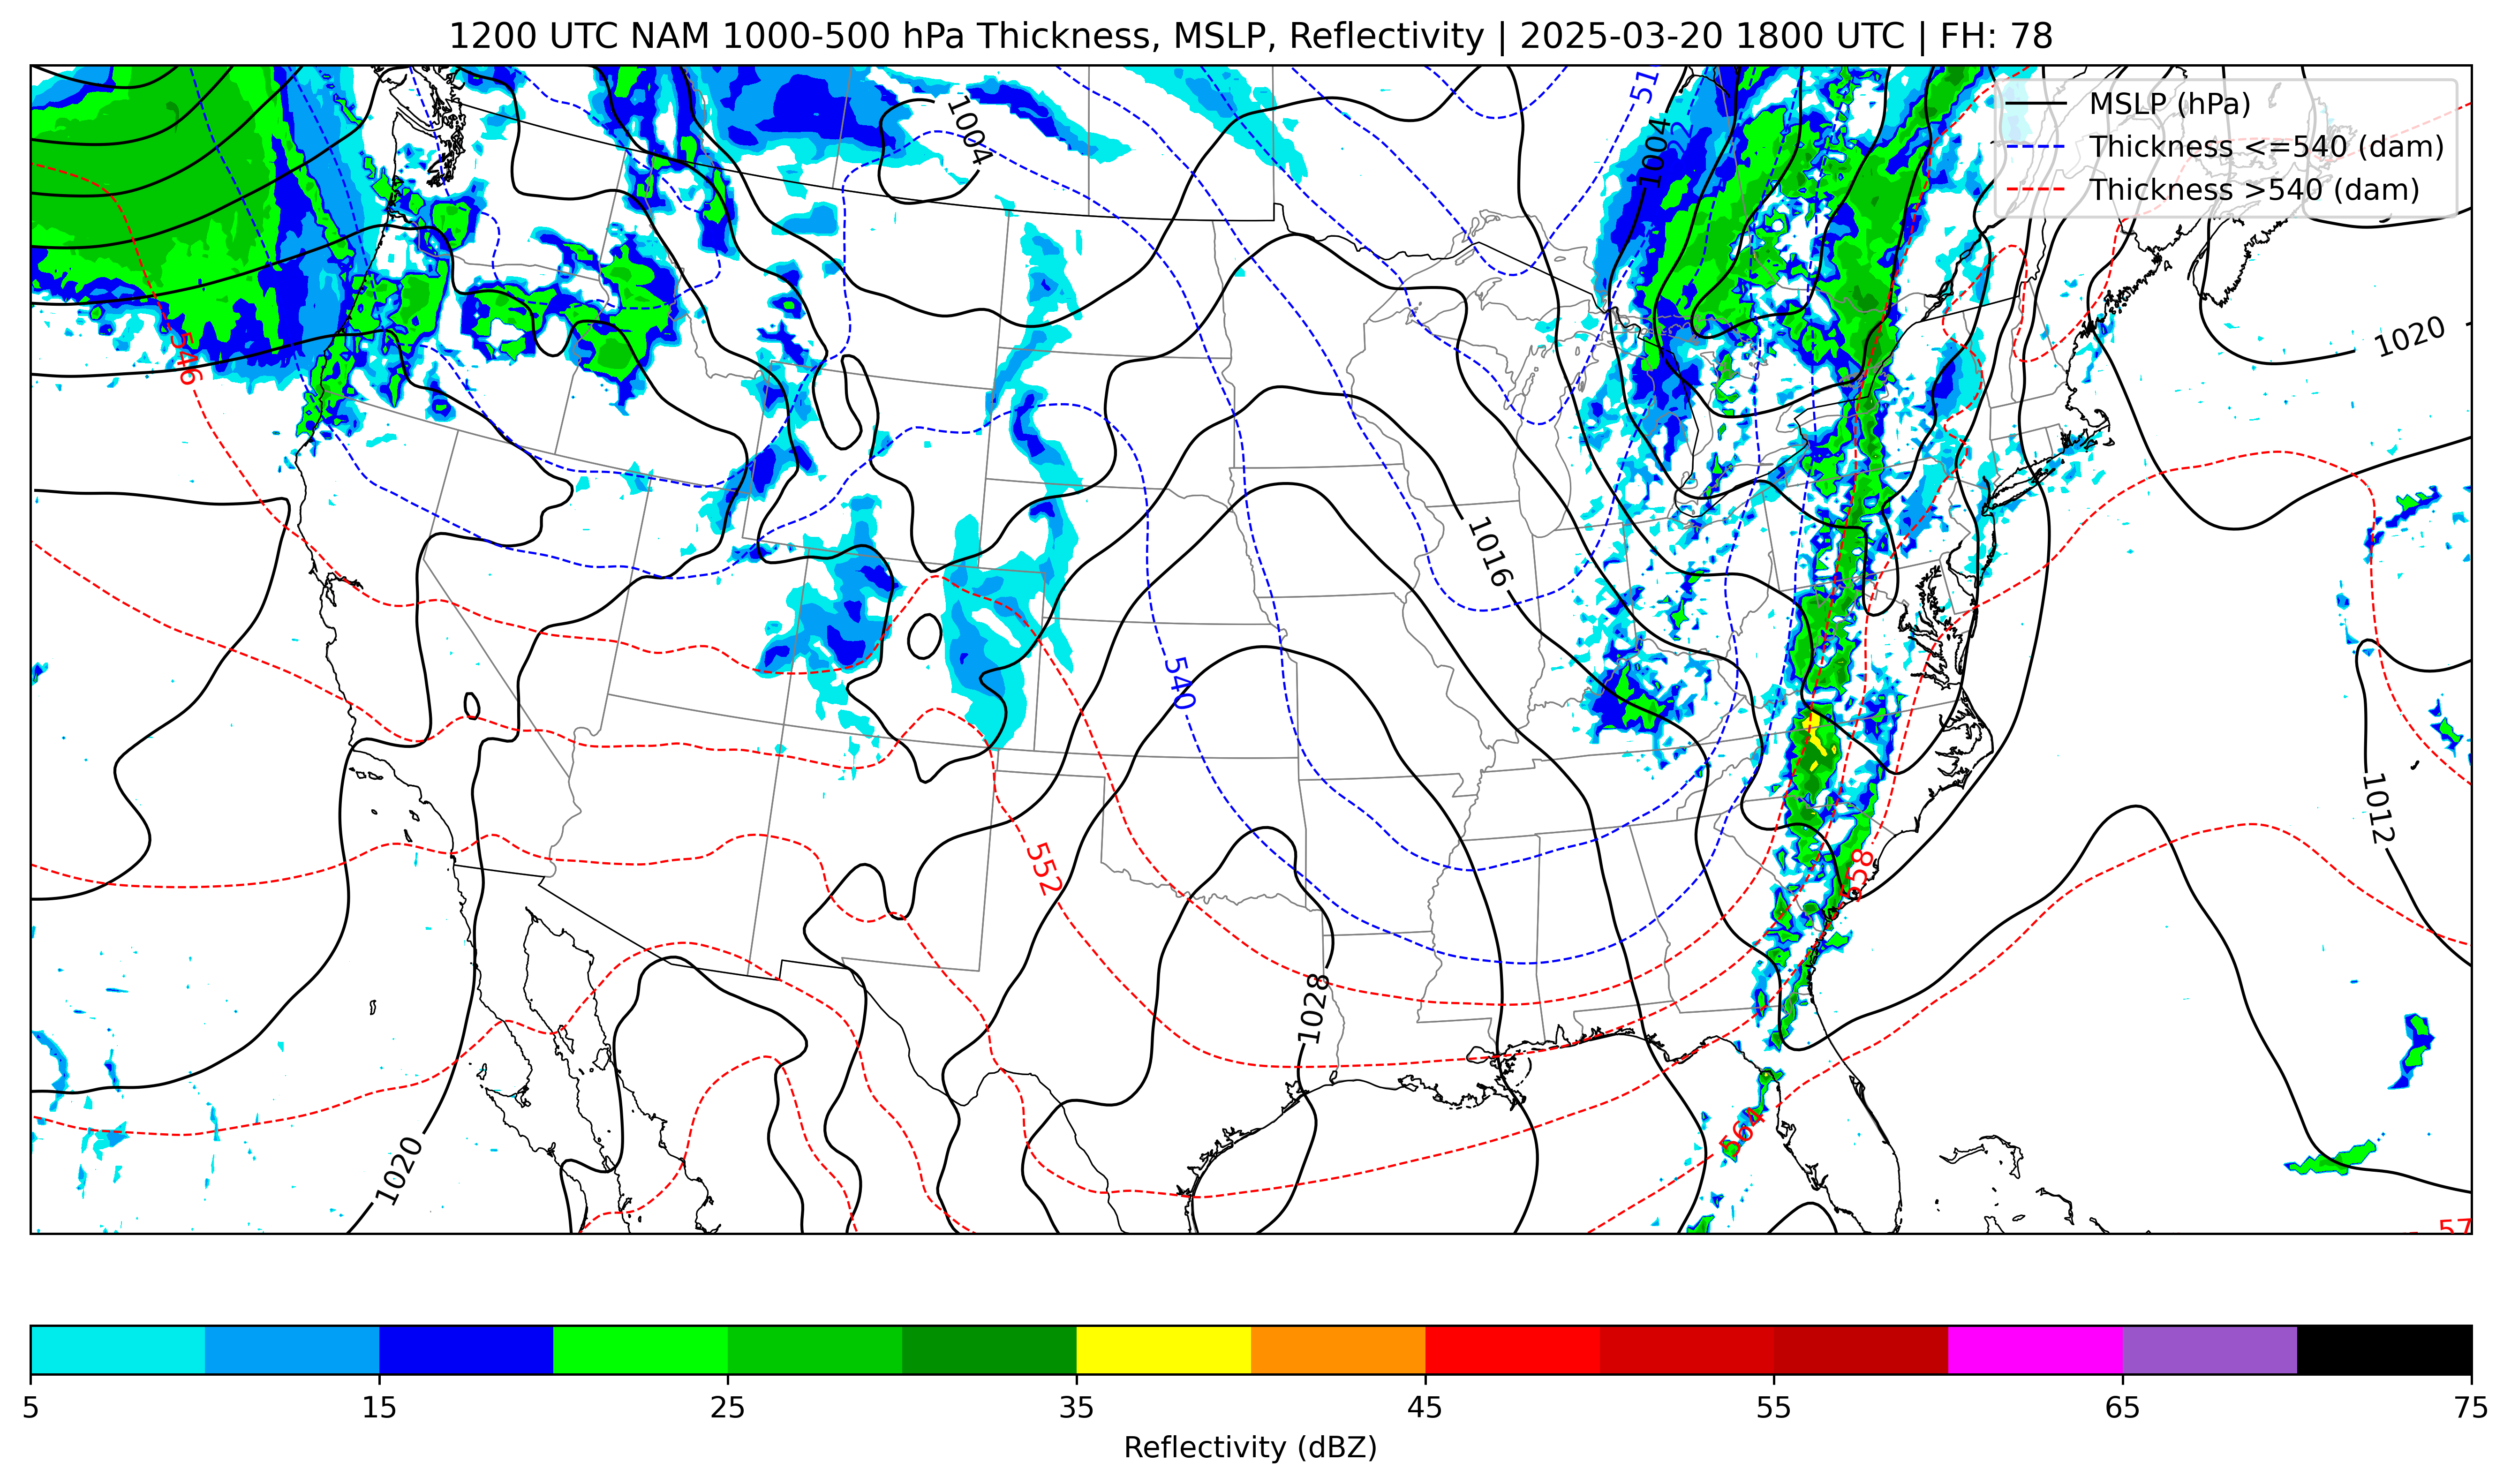 1200 UTC NAM 1000-500 hPa Thickness, MSLP, Reflectivity | 2025-03-20 1800 UTC | FH: 78
MSLP (hPa)
Thickness <=540 (dam)
Thickness >540 (dam)
1004
1004
51
1020
546
1016
540
1012
552
558
1028
564
1020
57
5 15 25 35 45 55 65 75
Reflectivity (dBZ)